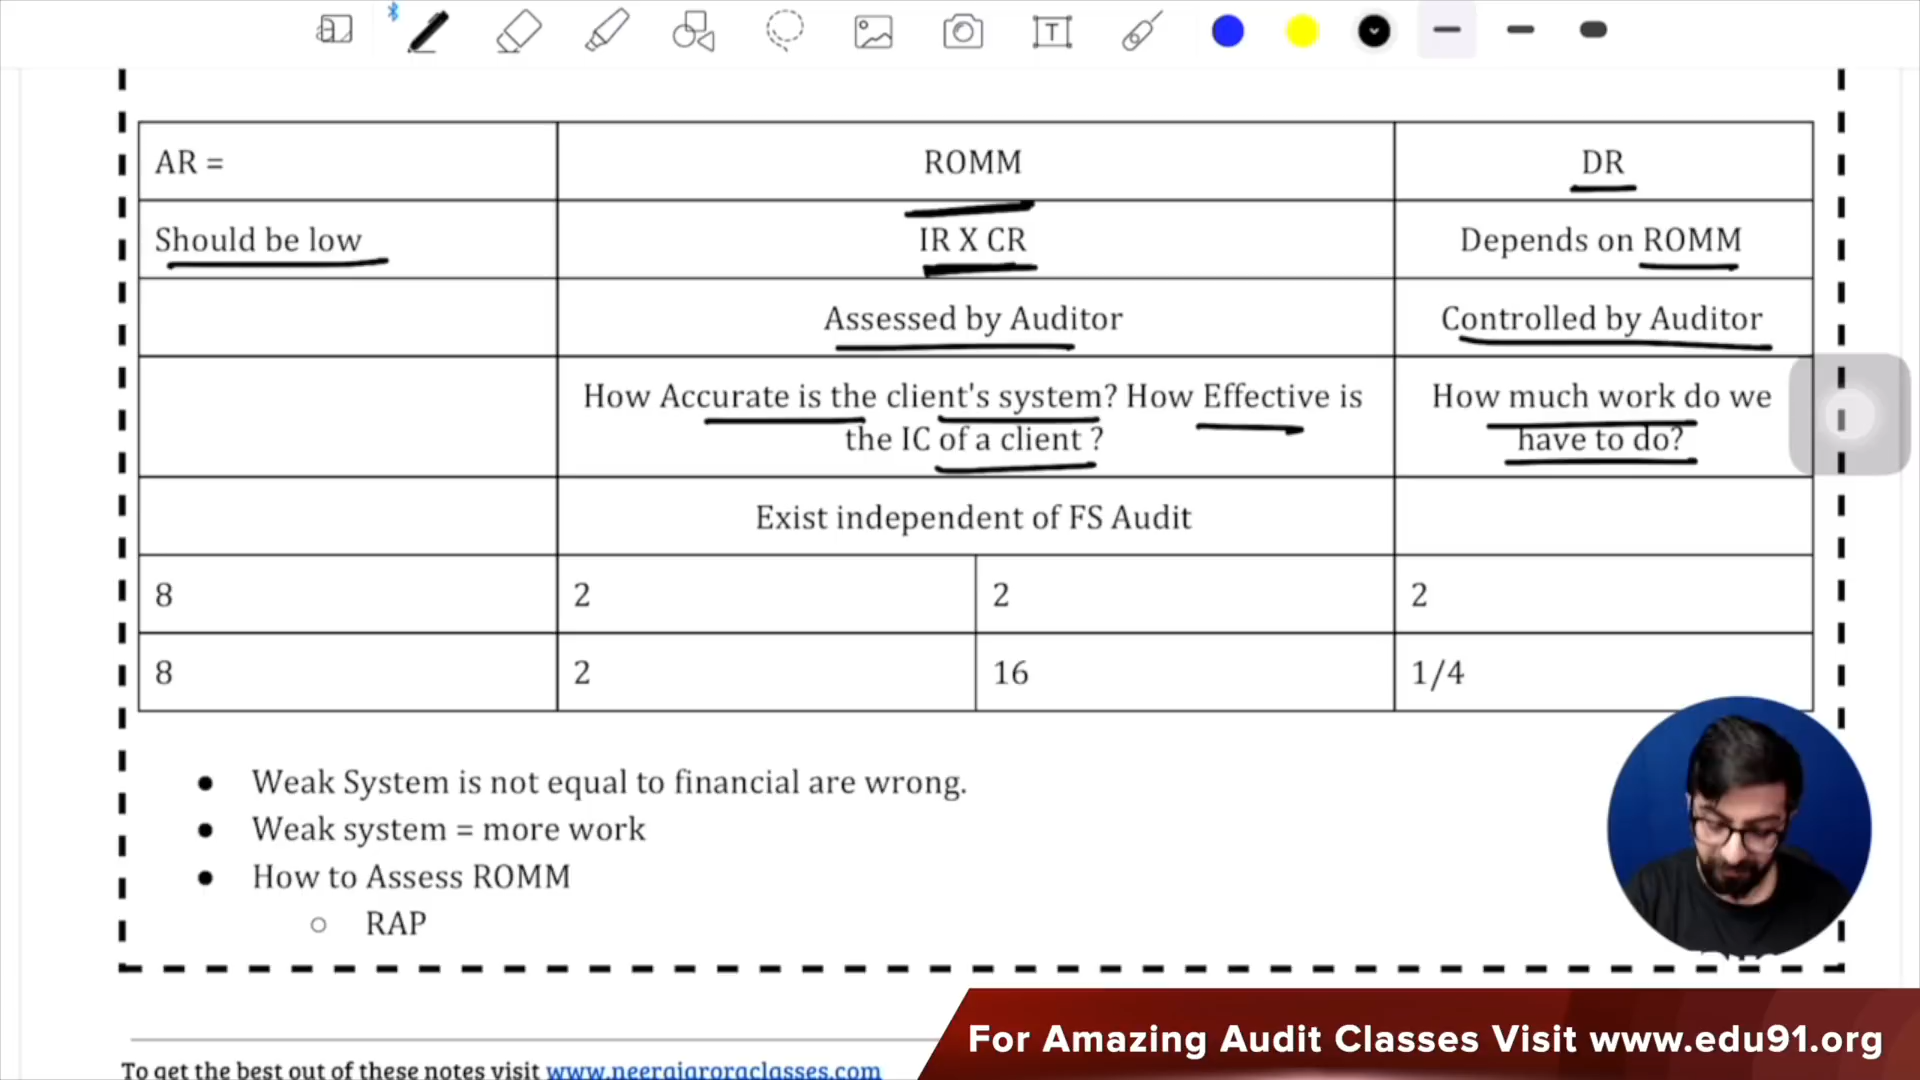 AR =
ROMM
DR
Should be low
IR X CR
Depends on ROMM
Assessed by Auditor
Controlled by Auditor
How Accurate is the client's system? How Effective is
the IC of a client ?
How much work do we
have to do?
Exist independent of FS Audit
8
2
2
2
8
2
16
1/4
● Weak System is not equal to financial are wrong.
● Weak system = more work
● How to Assess ROMM
○ RAP
For Amazing Audit Classes Visit www.edu91.org
To get the best out of these notes visit www.neerajaroraclasses.com